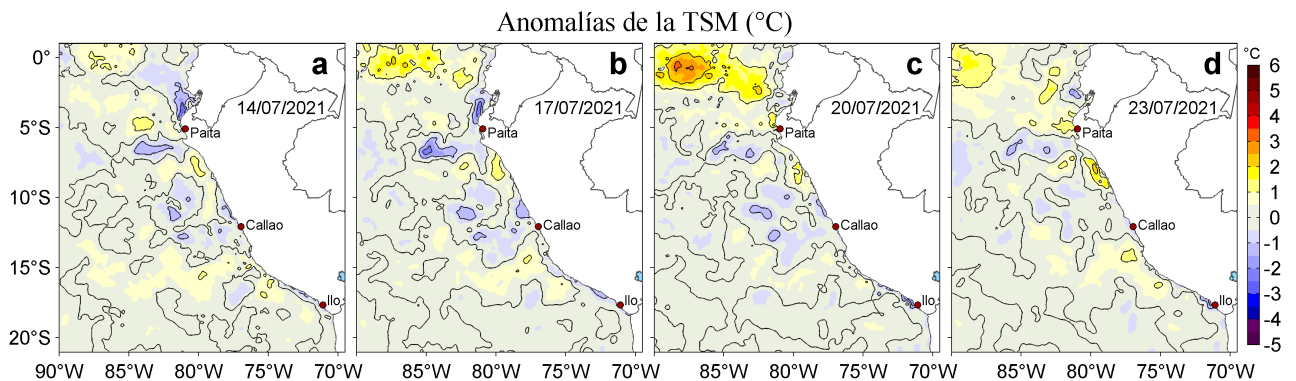 Anomalías de la TSM (°C)
a b c d
14/07/2021 17/07/2021 20/07/2021 23/07/2021
Paita Paita Paita Paita
Callao Callao Callao Callao
Ilo Ilo Ilo Ilo
0°
5°S
10°S
15°S
20°S
90°W 85°W 80°W 75°W 70°W 85°W 80°W 75°W 70°W 85°W 80°W 75°W 70°W 85°W 80°W 75°W 70°W
°C
6
5
4
3
2
1
0
-1
-2
-3
-4
-5